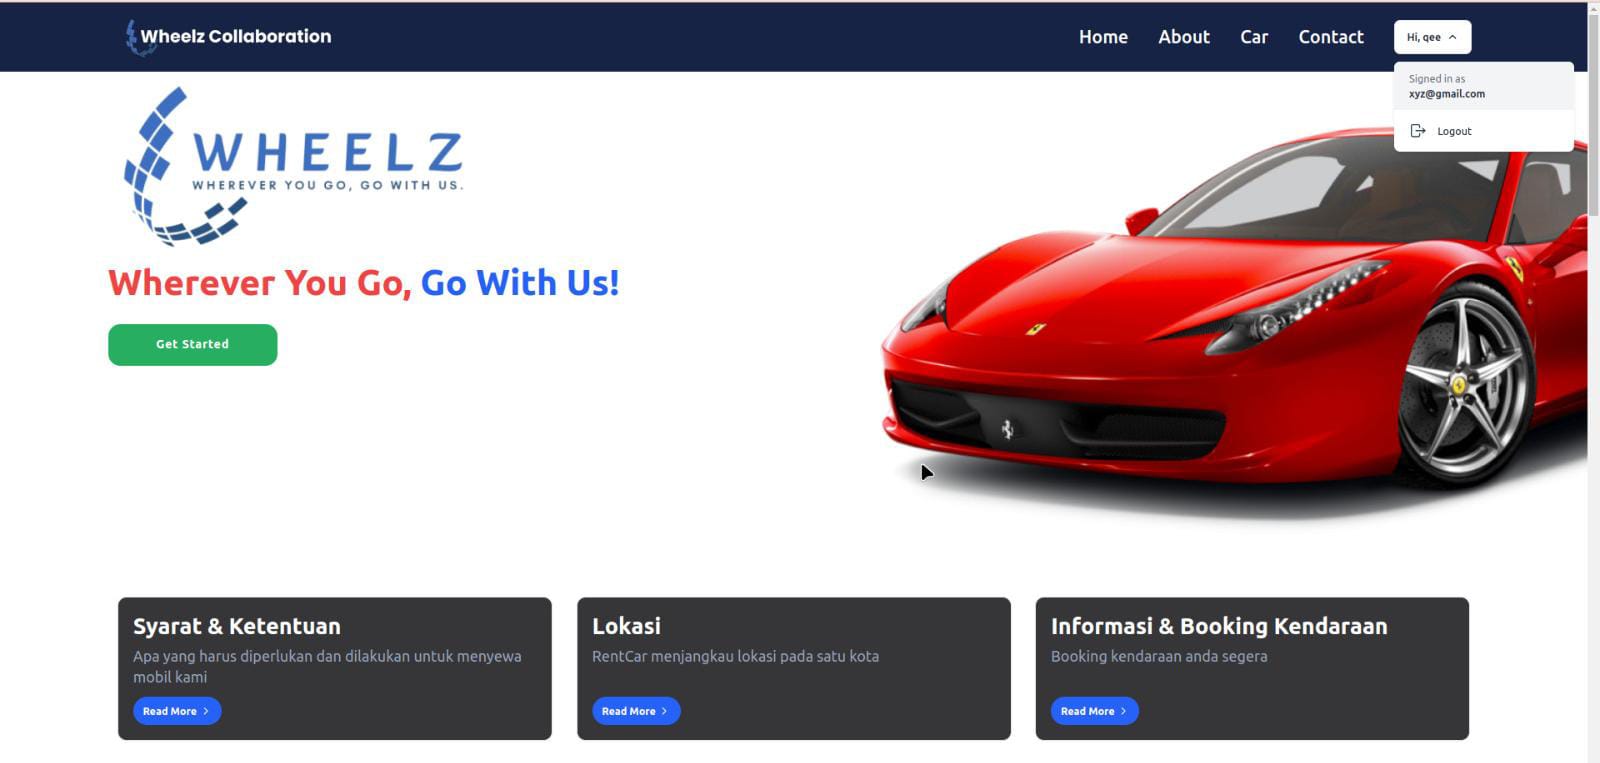 Wheelz Collaboration
Home
About
Car
Contact
Hi, qee
Signed in as
xyz@gmail.com
Logout
WHEELZ
WHEREVER YOU GO, GO WITH US.
Wherever You Go, Go With Us!
Get Started
Syarat & Ketentuan
Apa yang harus diperlukan dan dilakukan untuk menyewa
mobil kami
Read More
Lokasi
RentCar menjangkau lokasi pada satu kota
Read More
Informasi & Booking Kendaraan
Booking kendaraan anda segera
Read More